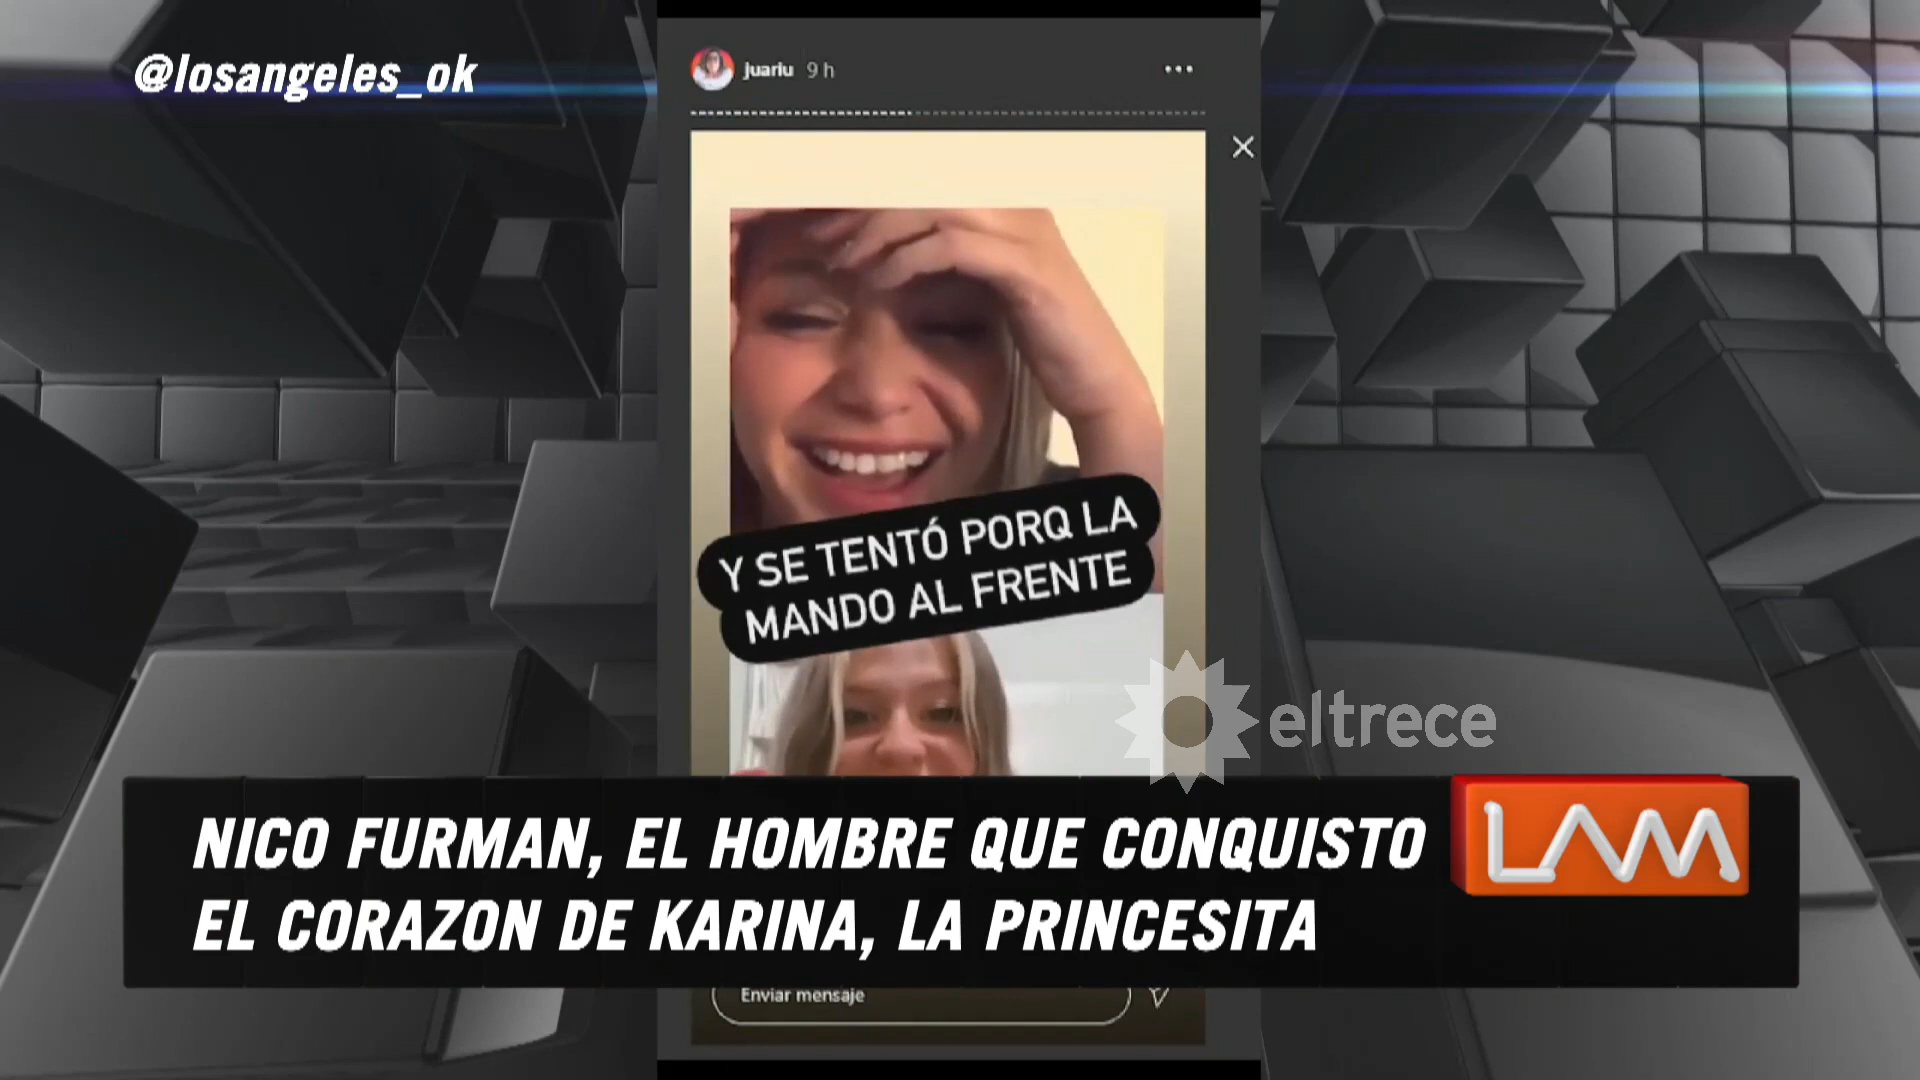 @losangeles_ok
juariu 9 h
Y SE TENTÓ PORQ LA
MANDO AL FRENTE
eltrece
NICO FURMAN, EL HOMBRE QUE CONQUISTO
EL CORAZON DE KARINA, LA PRINCESITA
LAM
Enviar mensaje